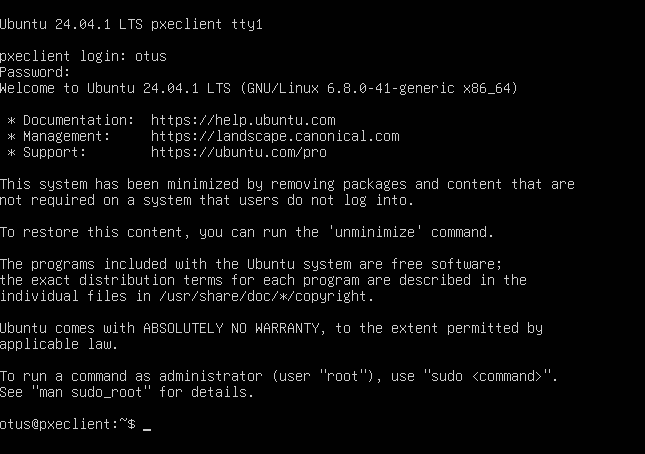 Ubuntu 24.04.1 LTS pxeclient tty1
pxeclient login: otus
Password:
Welcome to Ubuntu 24.04.1 LTS (GNU/Linux 6.8.0-41-generic x86_64)
* Documentation:  https://help.ubuntu.com
* Management:     https://landscape.canonical.com
* Support:        https://ubuntu.com/pro
This system has been minimized by removing packages and content that are
not required on a system that users do not log into.
To restore this content, you can run the 'unminimize' command.
The programs included with the Ubuntu system are free software;
the exact distribution terms for each program are described in the
individual files in /usr/share/doc/*/copyright.
Ubuntu comes with ABSOLUTELY NO WARRANTY, to the extent permitted by
applicable law.
To run a command as administrator (user "root"), use "sudo <command>".
See "man sudo_root" for details.
otus@pxeclient:~$ _